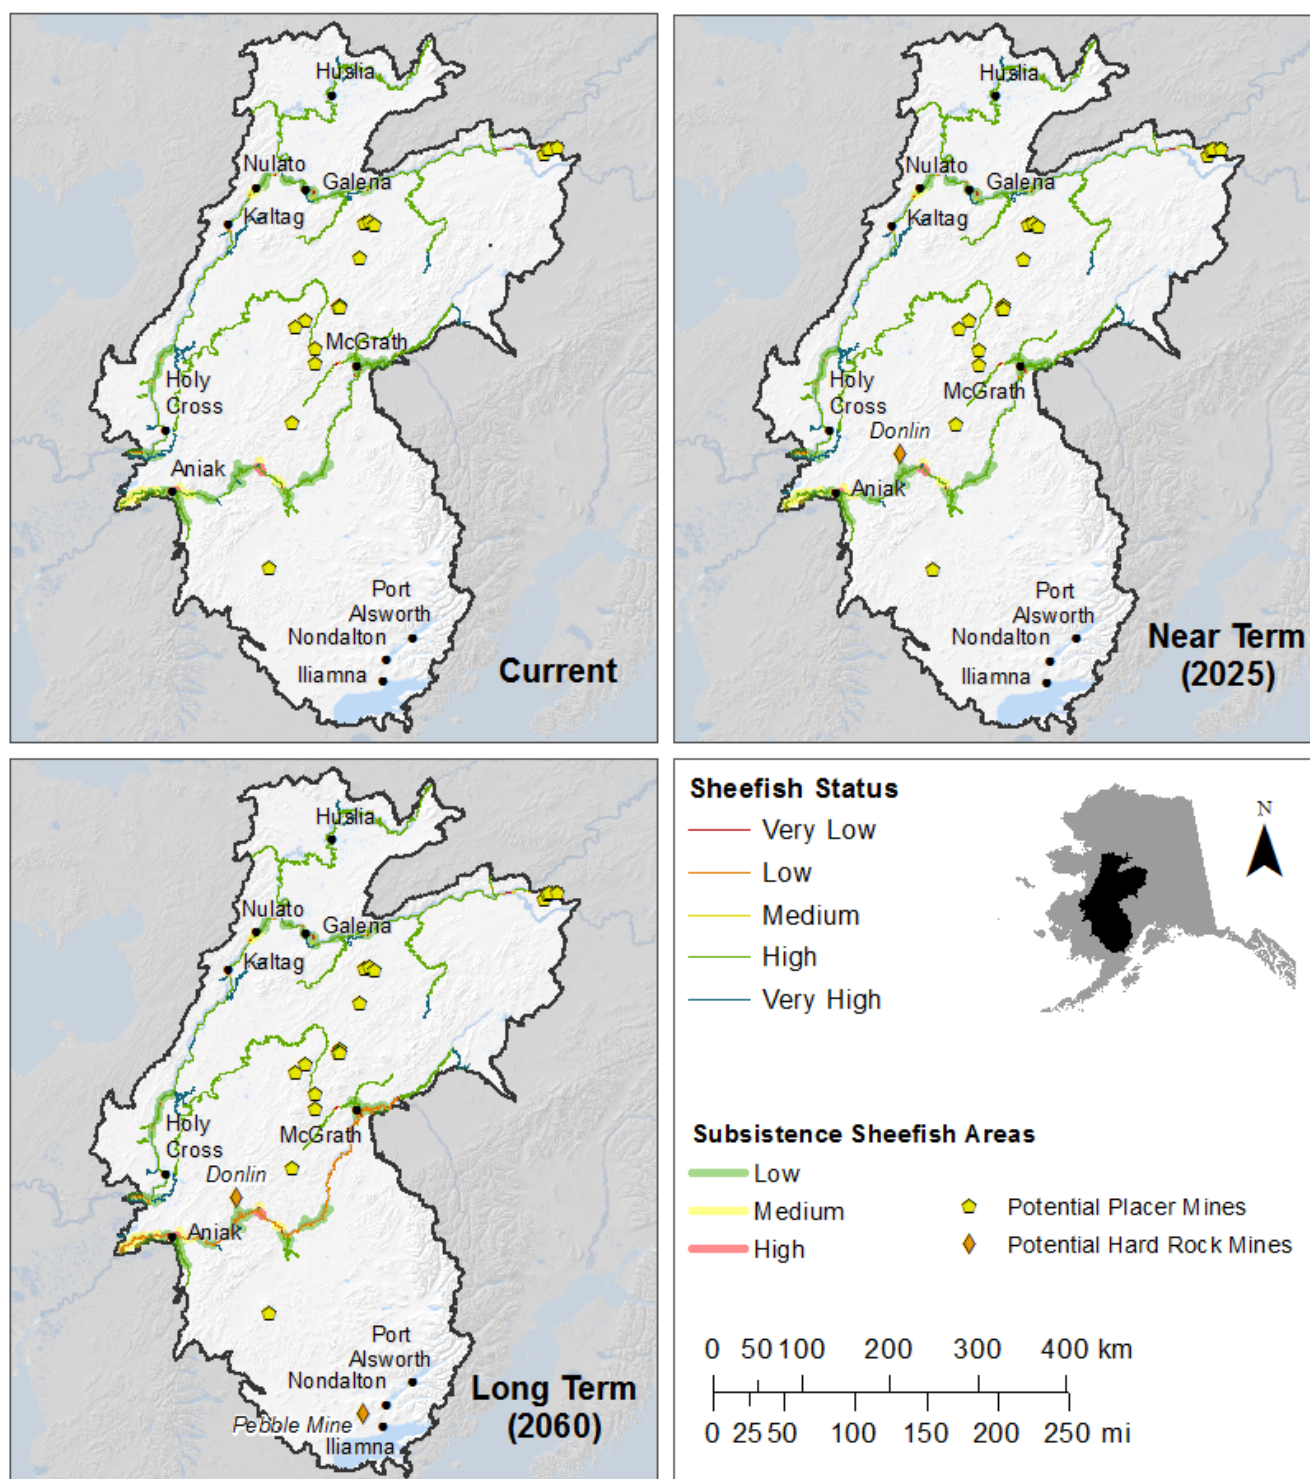 Huslia
Nulato
Galena
Kaltag
McGrath
Holy
Cross
Aniak
Port
Alsworth
Nondalton
Iliamna
Current
Huslia
Nulato
Galena
Kaltag
Holy
Cross
McGrath
Donlin
Aniak
Port
Alsworth
Nondalton
Iliamna
Near Term
(2025)
Huslia
Nulato
Galena
Kaltag
Holy
Cross
McGrath
Donlin
Aniak
Port
Alsworth
Nondalton
Pebble Mine
Iliamna
Long Term
(2060)
Sheefish Status
Very Low
Low
Medium
High
Very High
N
Subsistence Sheefish Areas
Low
Medium
High
Potential Placer Mines
Potential Hard Rock Mines
0 50 100 200 300 400 km
0 25 50 100 150 200 250 mi